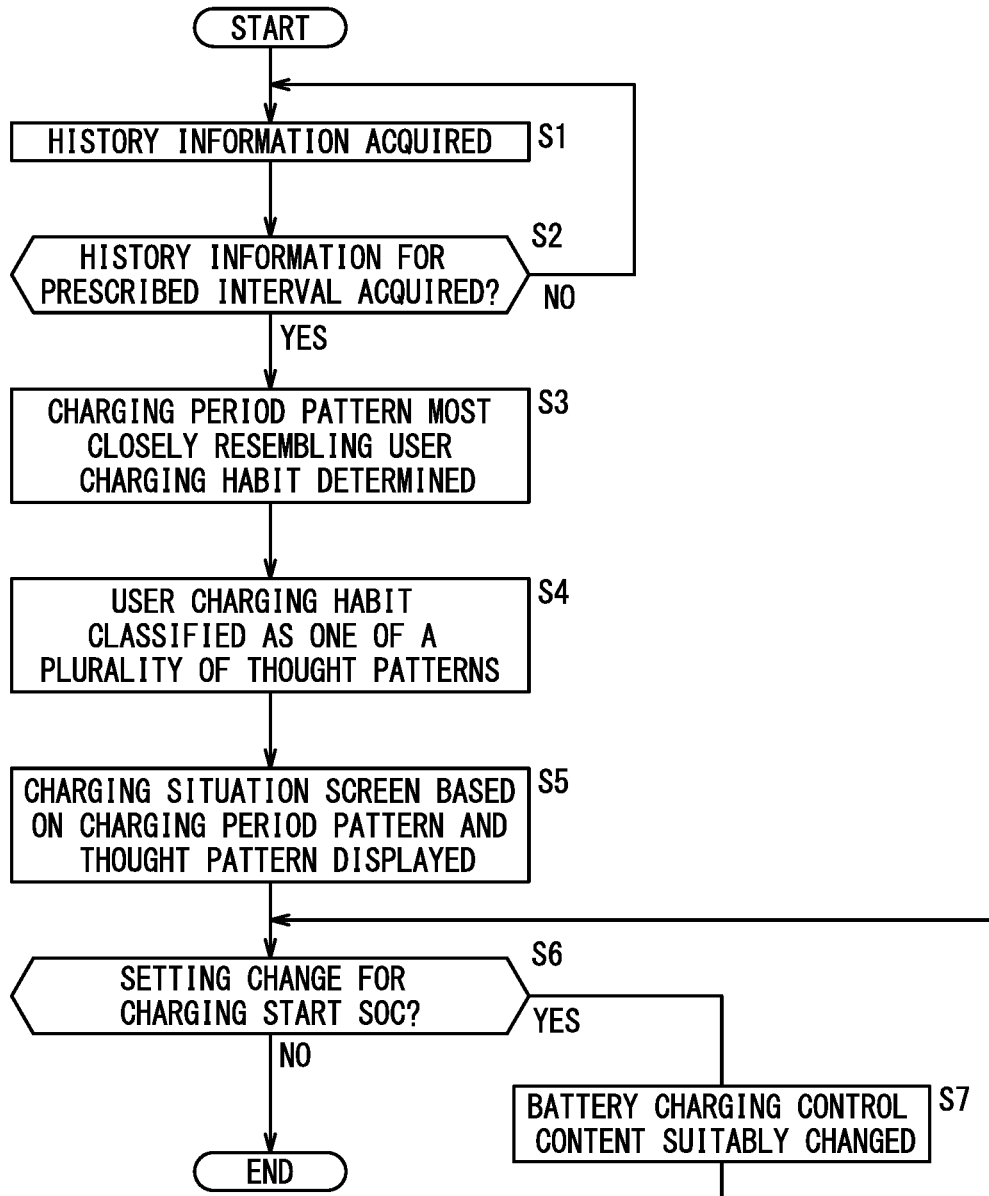 START
HISTORY INFORMATION ACQUIRED
S1
HISTORY INFORMATION FOR
PRESCRIBED INTERVAL ACQUIRED?
S2
NO
YES
CHARGING PERIOD PATTERN MOST
CLOSELY RESEMBLING USER
CHARGING HABIT DETERMINED
S3
USER CHARGING HABIT
CLASSIFIED AS ONE OF A
PLURALITY OF THOUGHT PATTERNS
S4
CHARGING SITUATION SCREEN BASED
ON CHARGING PERIOD PATTERN AND
THOUGHT PATTERN DISPLAYED
S5
SETTING CHANGE FOR
CHARGING START SOC?
S6
YES
NO
BATTERY CHARGING CONTROL
CONTENT SUITABLY CHANGED
S7
END